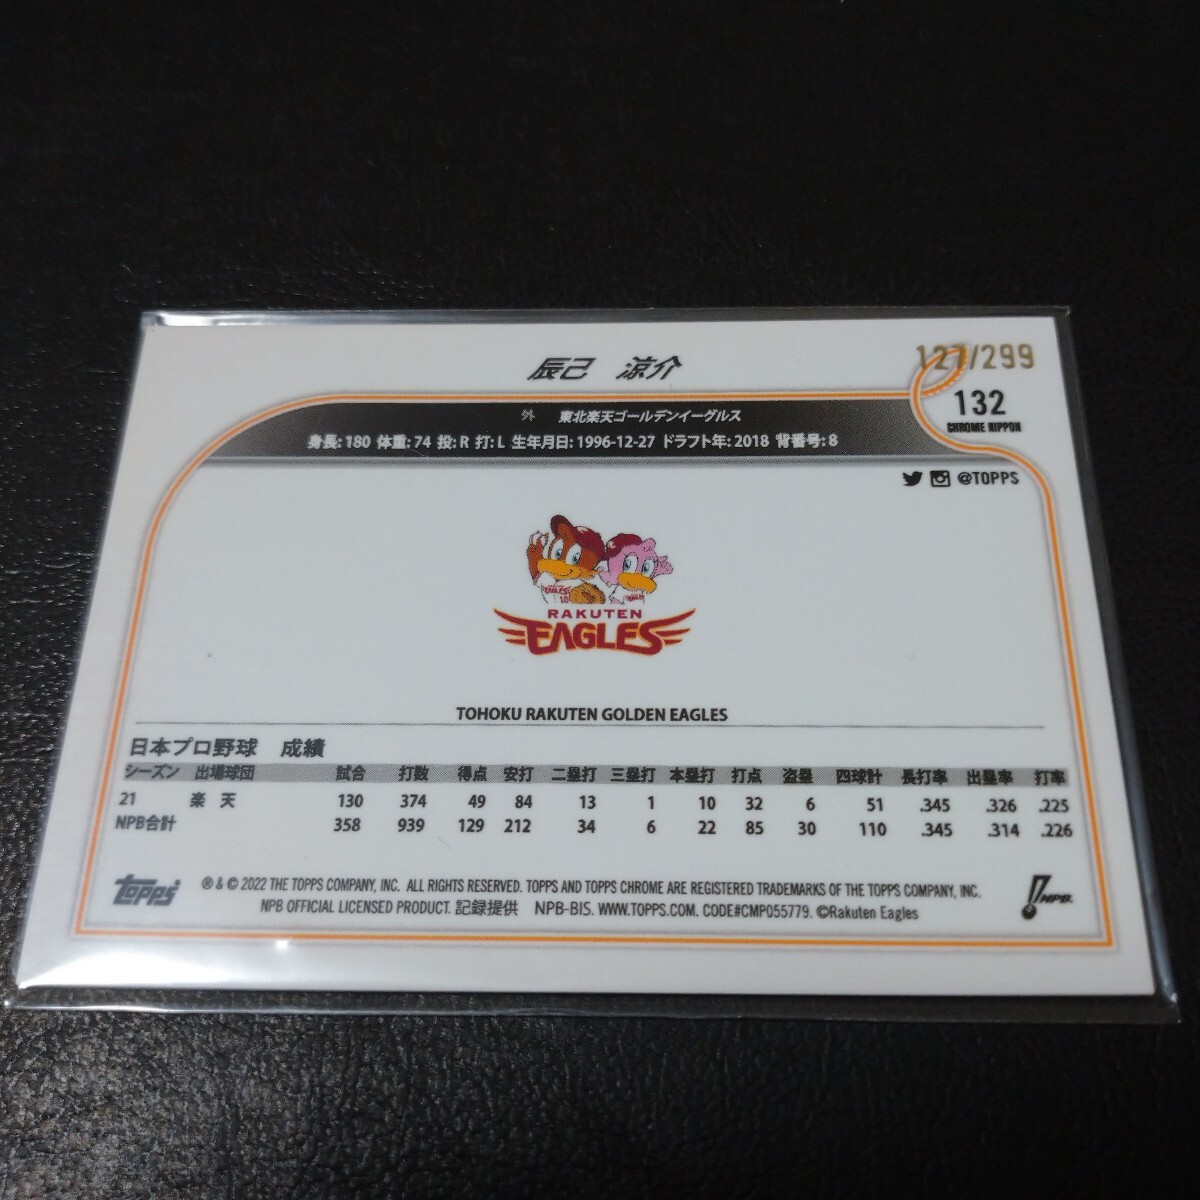 127/299
辰己 涼介
132
CHROME NIPPON
外 東北楽天ゴールデンイーグルス
身長: 180 体重: 74 投: R 打: L 生年月日: 1996-12-27 ドラフト年: 2018 背番号: 8
@TOPPS
EAGLES
10
EAGLES
RAKUTEN
EAGLES
TOHOKU RAKUTEN GOLDEN EAGLES
日本プロ野球 成績
シーズン 出場球団 試合 打数 得点 安打 二塁打 三塁打 本塁打 打点 盗塁 四球計 長打率 出塁率 打率
21 楽天 130 374 49 84 13 1 10 32 6 51 .345 .326 .225
NPB合計 358 939 129 212 34 6 22 85 30 110 .345 .314 .226
topps
® & © 2022 THE TOPPS COMPANY, INC. ALL RIGHTS RESERVED. TOPPS AND TOPPS CHROME ARE REGISTERED TRADEMARKS OF THE TOPPS COMPANY, INC.
NPB OFFICIAL LICENSED PRODUCT. 記録提供 NPB-BIS. WWW.TOPPS.COM. CODE#CMP055779. ©Rakuten Eagles
NPB